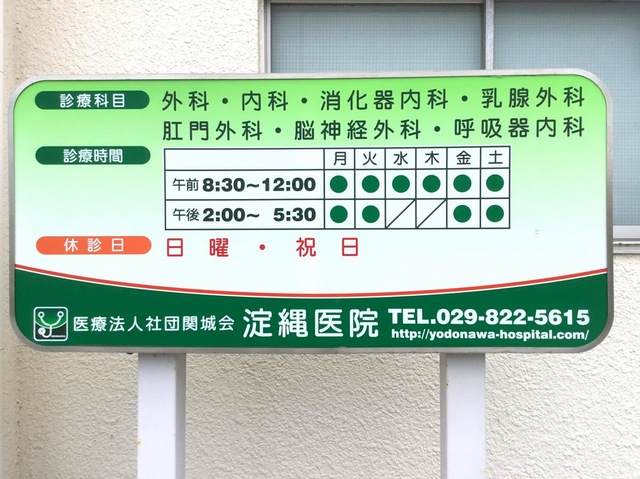 診療科目 外科・内科・消化器内科・乳腺外科
肛門外科・脳神経外科・呼吸器内科
診療時間 月 火 水 木 金 土
午前 8:30～12:00 ● ● ● ● ● ●
午後 2:00～ 5:30 ● ● ／ ／ ● ●
休診日 日曜・祝日
医療法人社団関城会 淀縄医院 TEL.029-822-5615
http://yodonawa-hospital.com/